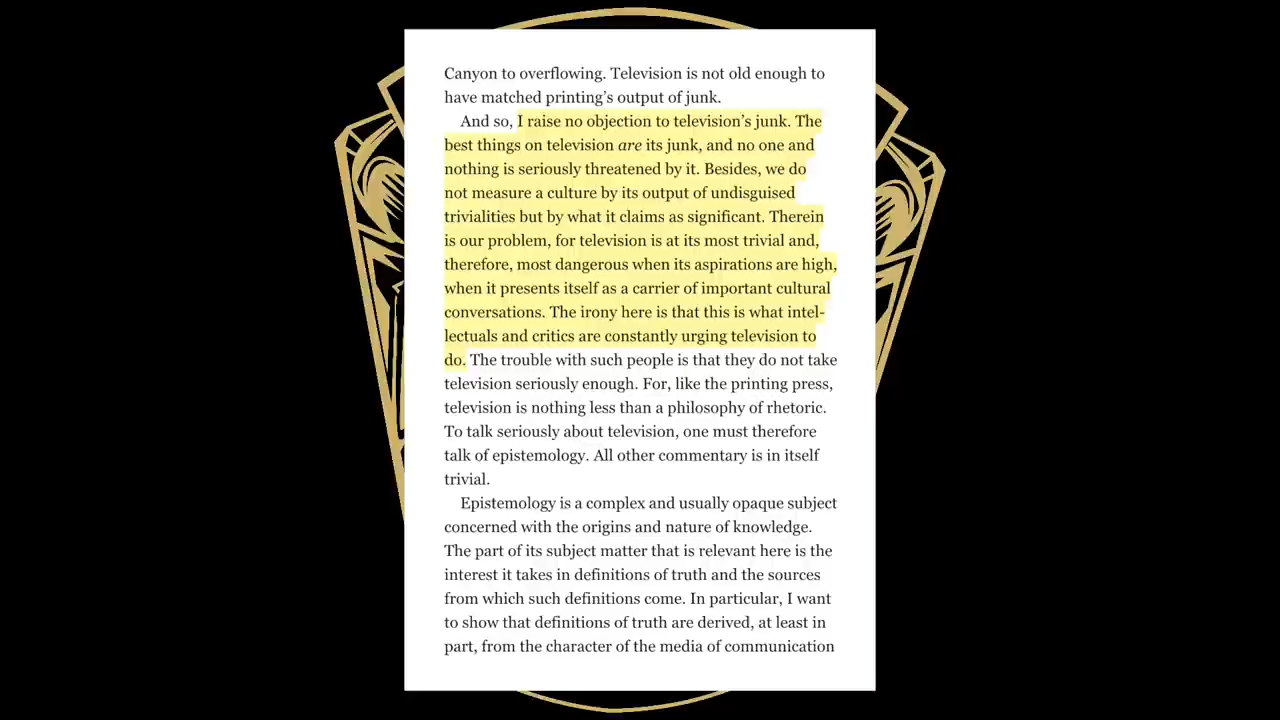 Canyon to overflowing. Television is not old enough to
have matched printing’s output of junk.
And so, I raise no objection to television’s junk. The
best things on television are its junk, and no one and
nothing is seriously threatened by it. Besides, we do
not measure a culture by its output of undisguised
trivialities but by what it claims as significant. Therein
is our problem, for television is at its most trivial and,
therefore, most dangerous when its aspirations are high,
when it presents itself as a carrier of important cultural
conversations. The irony here is that this is what intel-
lectuals and critics are constantly urging television to
do. The trouble with such people is that they do not take
television seriously enough. For, like the printing press,
television is nothing less than a philosophy of rhetoric.
To talk seriously about television, one must therefore
talk of epistemology. All other commentary is in itself
trivial.
Epistemology is a complex and usually opaque subject
concerned with the origins and nature of knowledge.
The part of its subject matter that is relevant here is the
interest it takes in definitions of truth and the sources
from which such definitions come. In particular, I want
to show that definitions of truth are derived, at least in
part, from the character of the media of communication